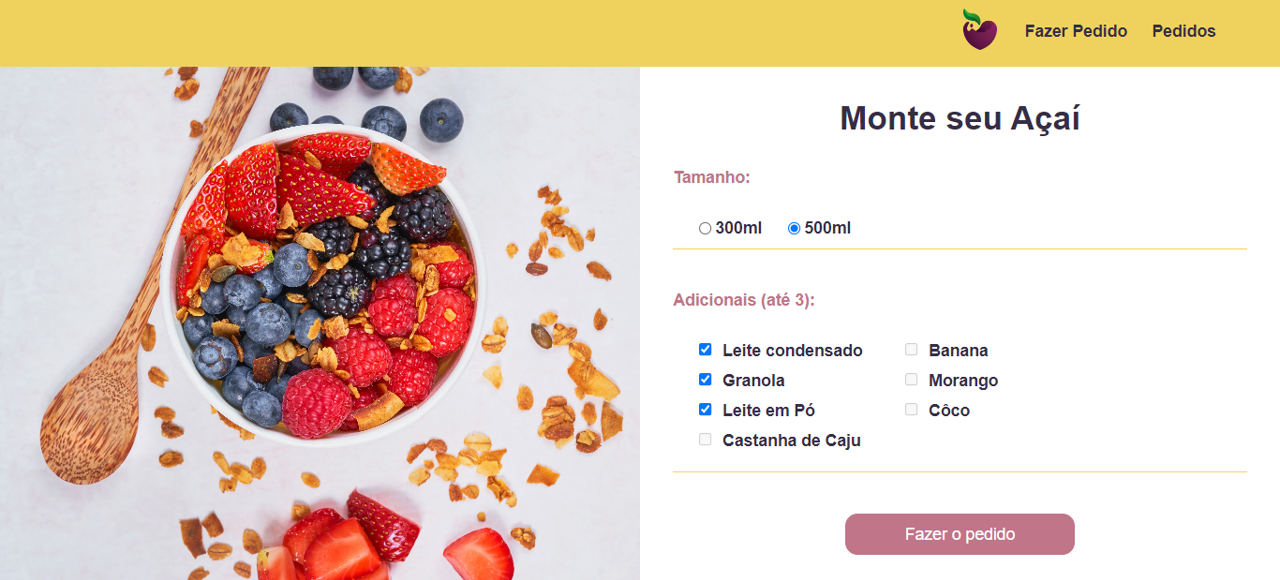 Fazer Pedido Pedidos
Monte seu Açaí
Tamanho:
300ml 500ml
Adicionais (até 3):
Leite condensado Banana
Granola Morango
Leite em Pó Côco
Castanha de Caju
Fazer o pedido